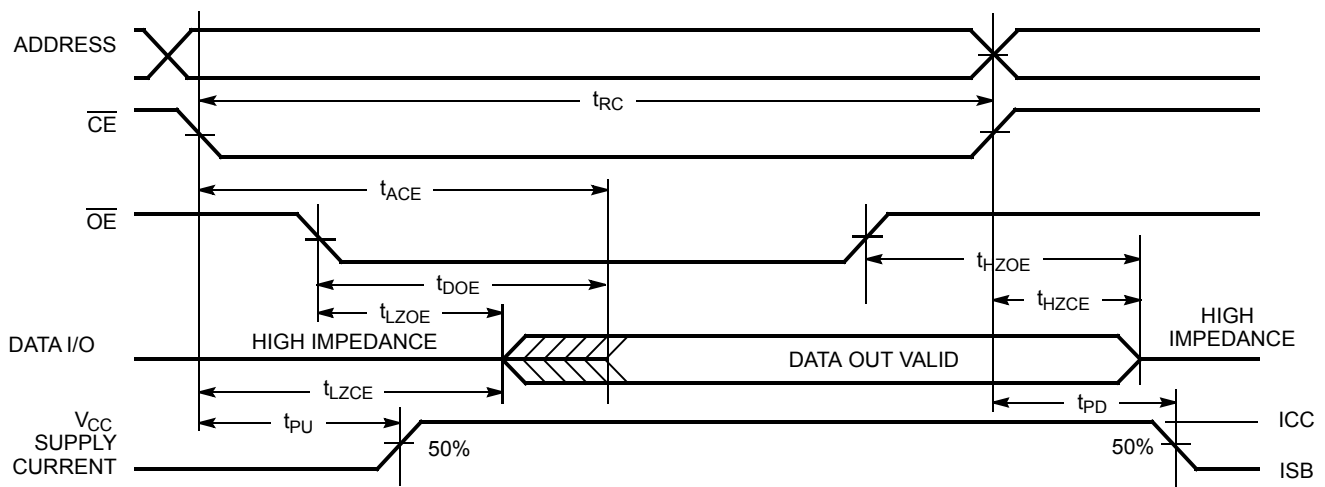 ADDRESS
tRC
CE
tACE
OE
tHZOE
tDOE
tHZCE
tLZOE
HIGH
IMPEDANCE
HIGH IMPEDANCE
DATA I/O
DATA OUT VALID
tLZCE
tPD
VCC
SUPPLY
CURRENT
tPU
50%
50%
ICC
ISB